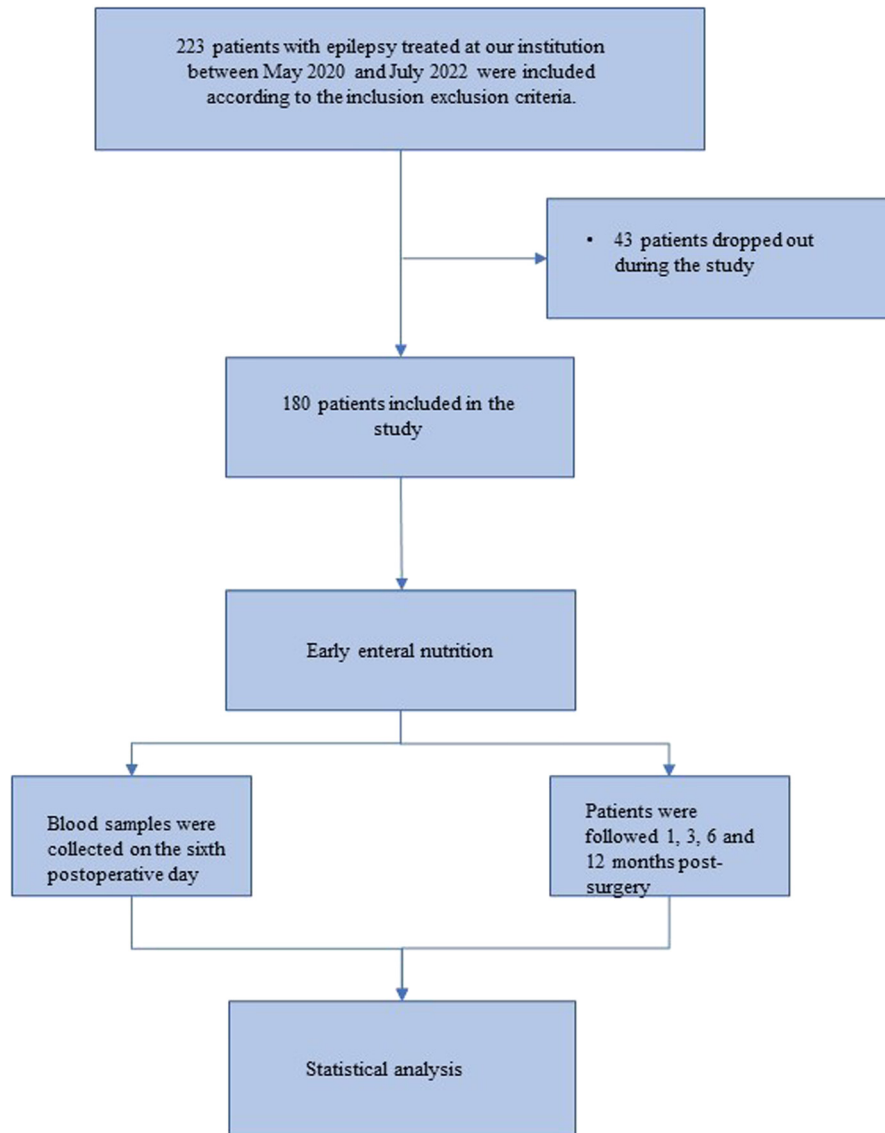 223 patients with epilepsy treated at our institution
between May 2020 and July 2022 were included
according to the inclusion exclusion criteria.
• 43 patients dropped out
during the study
180 patients included in the
study
Early enteral nutrition
Blood samples were
collected on the sixth
postoperative day
Patients were
followed 1, 3, 6 and
12 months post-
surgery
Statistical analysis